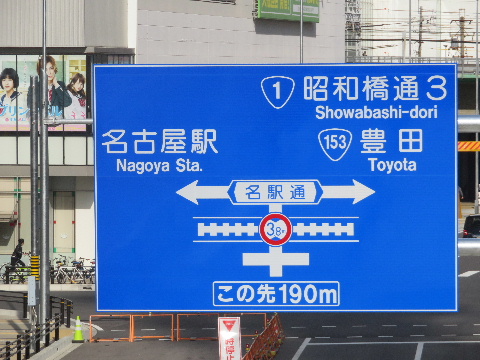 1 昭和橋通3
Showabashi-dori
名古屋駅
Nagoya Sta.
153 豊田
Toyota
名駅通
3.8m
この先190m